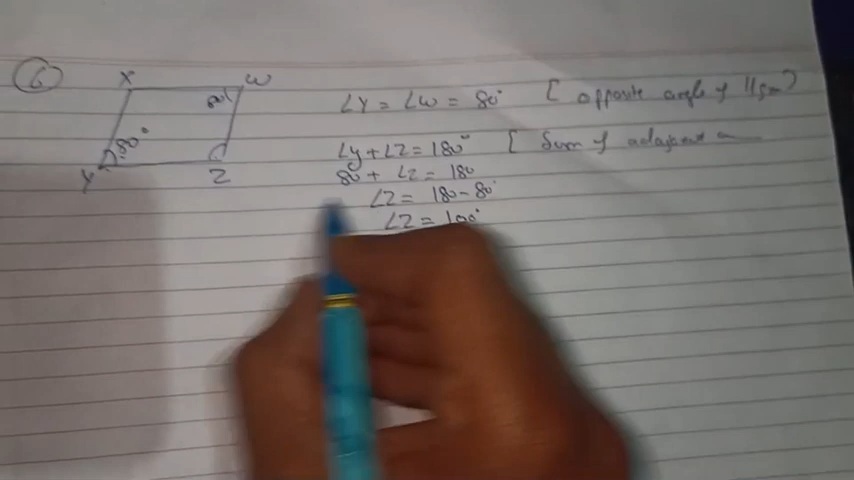 6
X W
80
80°
Y Z
∠Y = ∠W = 80° [opposite angle of ||gm)
∠y + ∠Z = 180° [Sum of adjacent
80 + ∠Z = 180
∠Z = 180 - 80°
∠Z = 100°